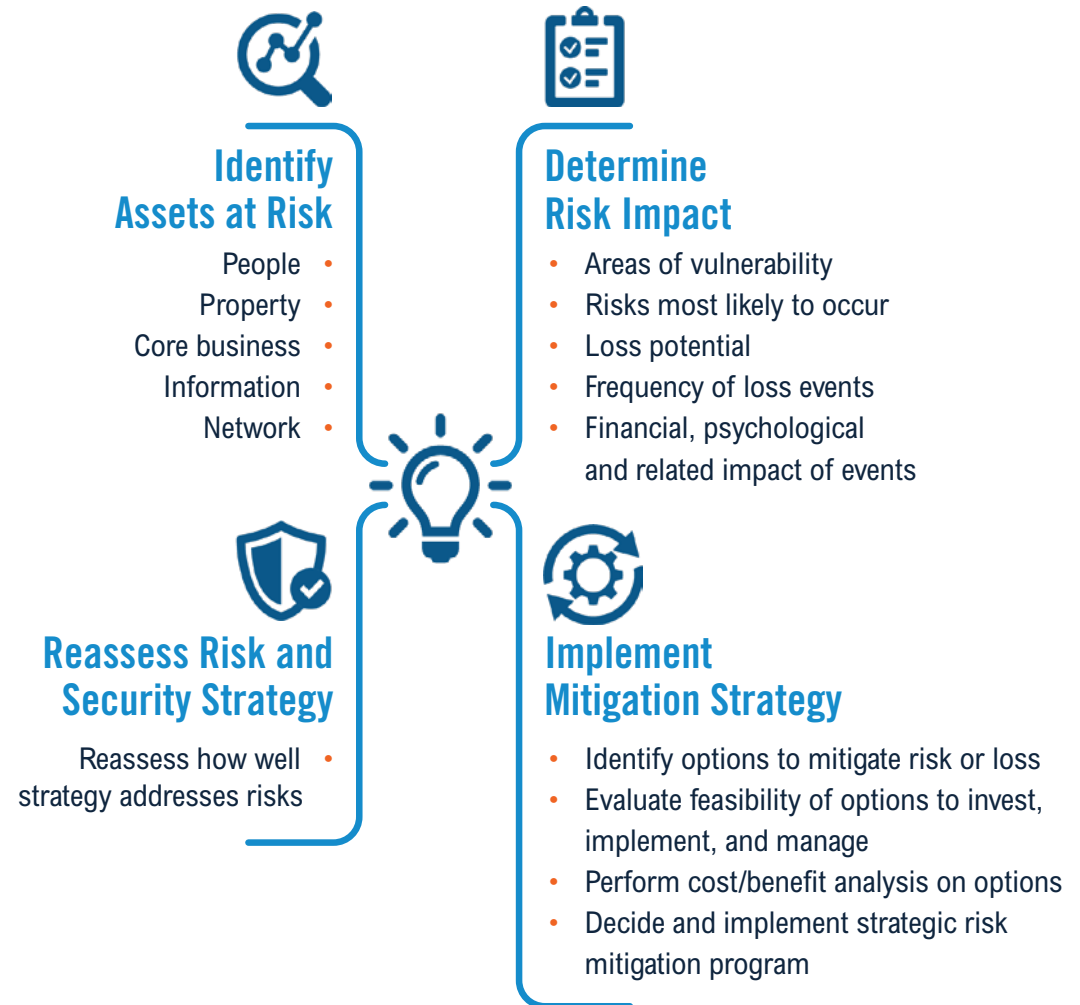 Identify
Assets at Risk
People •
Property •
Core business •
Information •
Network •
Determine
Risk Impact
• Areas of vulnerability
• Risks most likely to occur
• Loss potential
• Frequency of loss events
• Financial, psychological
and related impact of events
Reassess Risk and
Security Strategy
Reassess how well •
strategy addresses risks
Implement
Mitigation Strategy
• Identify options to mitigate risk or loss
• Evaluate feasibility of options to invest,
implement, and manage
• Perform cost/benefit analysis on options
• Decide and implement strategic risk
mitigation program